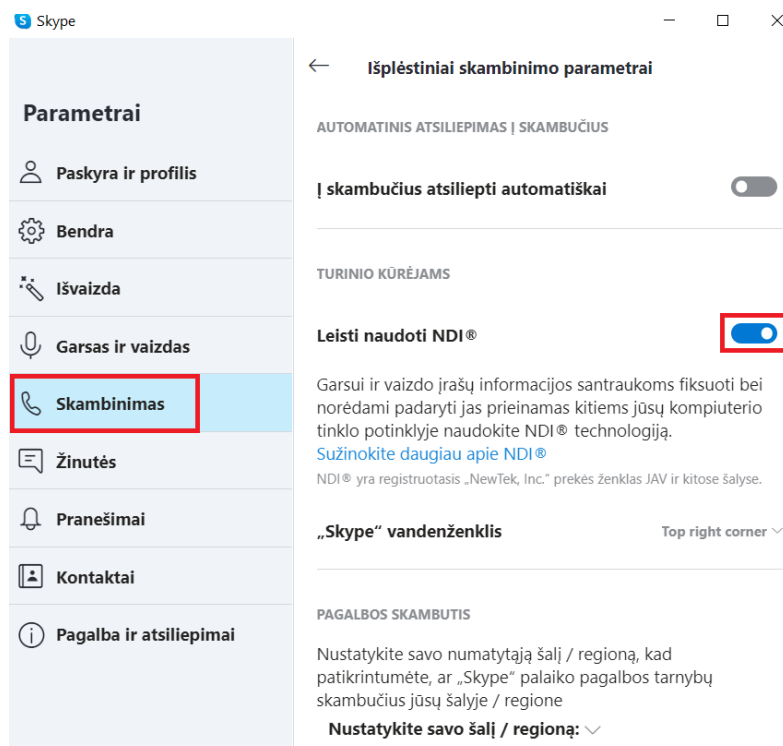 Skype
Parametrai
Paskyra ir profilis
Bendra
Išvaizda
Garsas ir vaizdas
Skambinimas
Žinutės
Pranešimai
Kontaktai
Pagalba ir atsiliepimai
Išplėstiniai skambinimo parametrai
AUTOMATINIS ATSILIEPIMAS Į SKAMBUČIUS
Į skambučius atsiliepti automatiškai
TURINIO KŪRĖJAMS
Leisti naudoti NDI®
Garsui ir vaizdo įrašų informacijos santraukoms fiksuoti bei
norėdami padaryti jas prieinamas kitiems jūsų kompiuterio
tinklo potinklyje naudokite NDI® technologiją.
Sužinokite daugiau apie NDI®
NDI® yra registruotasis „NewTek, Inc.“ prekės ženklas JAV ir kitose šalyse.
„Skype“ vandenženklis Top right corner
PAGALBOS SKAMBUTIS
Nustatykite savo numatytąją šalį / regioną, kad
patikrintumėte, ar „Skype“ palaiko pagalbos tarnybų
skambučius jūsų šalyje / regione
Nustatykite savo šalį / regioną: